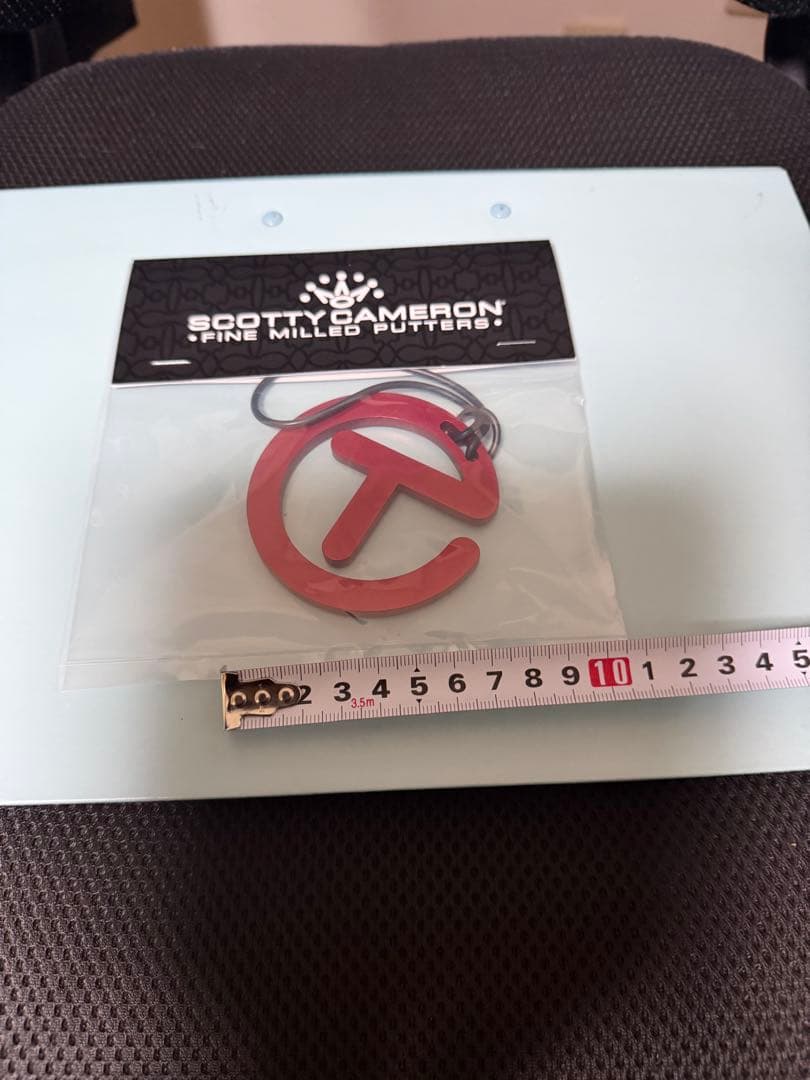 SCOTTY CAMERON
•FINE MILLED PUTTERS•
2 3 4 5 6 7 8 9 10 1 2 3 4 5
3.5m